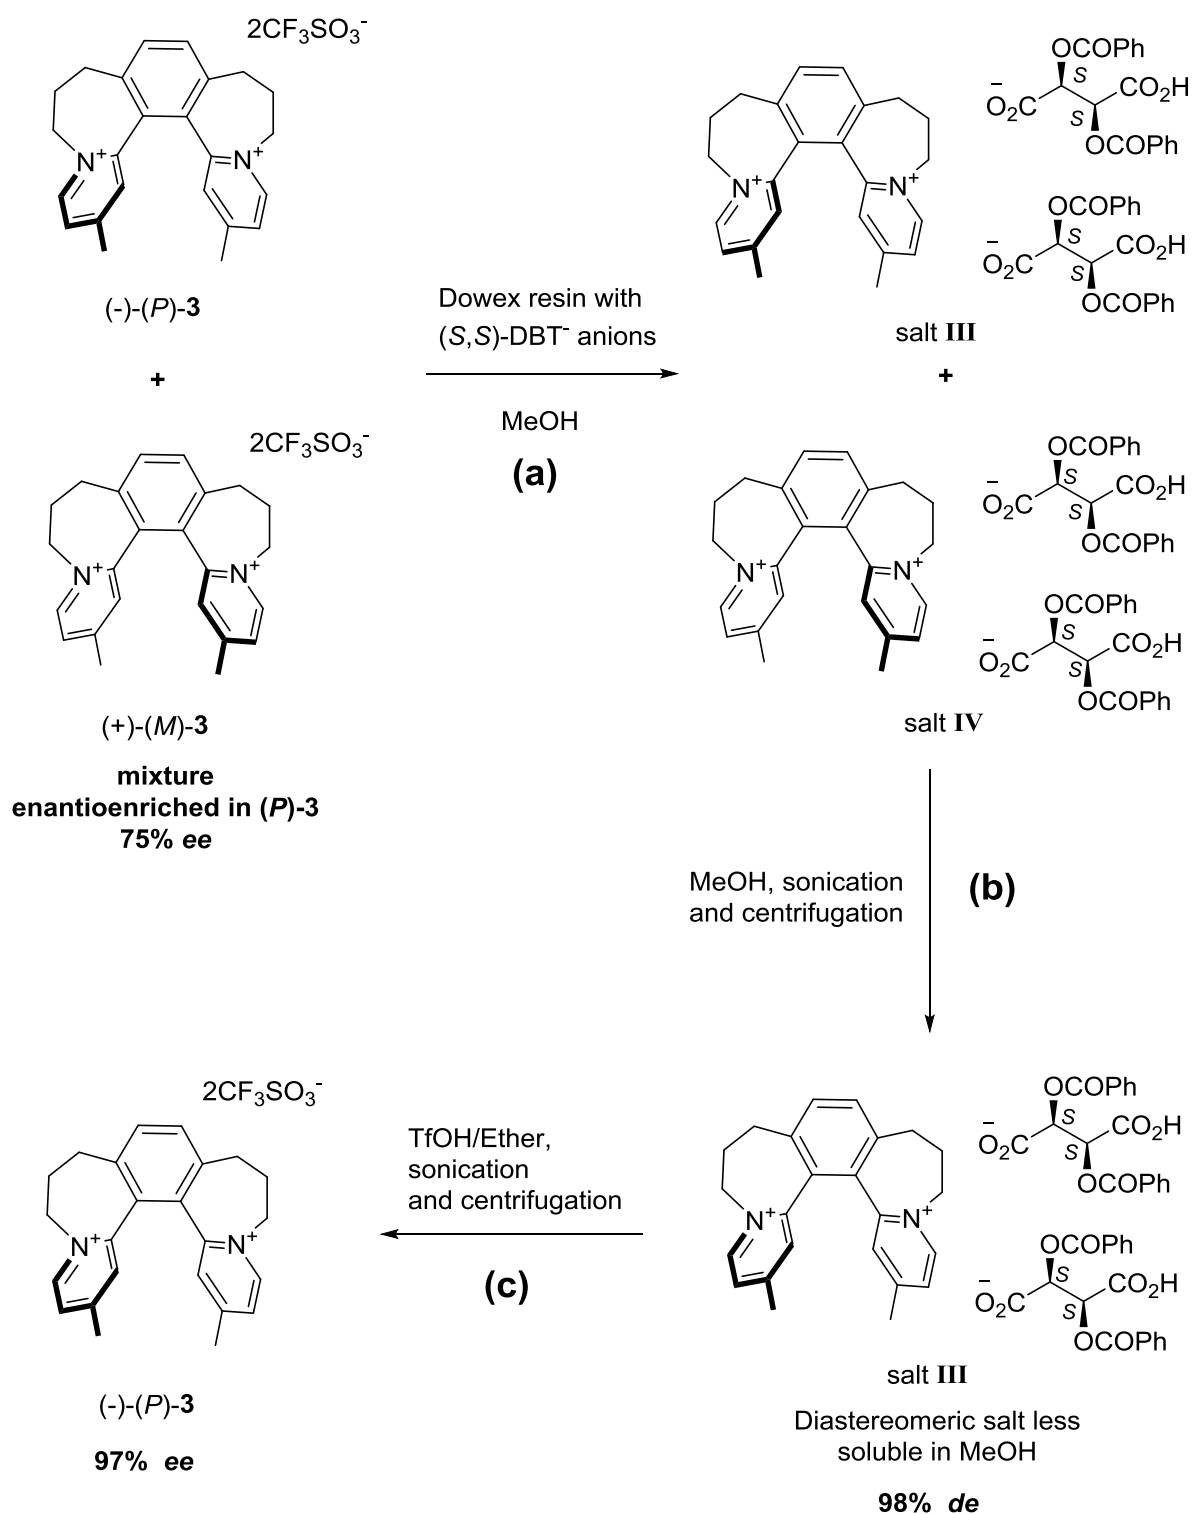 2CF₃SO₃⁻
N⁺
N⁺
(-)-(P)-3
+
2CF₃SO₃⁻
N⁺
N⁺
(+)-(M)-3
mixture
enantioenriched in (P)-3
75% ee
Dowex resin with
(S,S)-DBT⁻ anions
MeOH
(a)
N⁺
N⁺
OCOPh
S
⁻O₂C
CO₂H
S
OCOPh
OCOPh
S
⁻O₂C
CO₂H
S
OCOPh
salt III
+
N⁺
N⁺
OCOPh
S
⁻O₂C
CO₂H
S
OCOPh
OCOPh
S
⁻O₂C
CO₂H
S
OCOPh
salt IV
MeOH, sonication
and centrifugation
(b)
N⁺
N⁺
OCOPh
S
⁻O₂C
CO₂H
S
OCOPh
OCOPh
S
⁻O₂C
CO₂H
S
OCOPh
salt III
Diastereomeric salt less
soluble in MeOH
98% de
TfOH/Ether,
sonication
and centrifugation
(c)
2CF₃SO₃⁻
N⁺
N⁺
(-)-(P)-3
97% ee